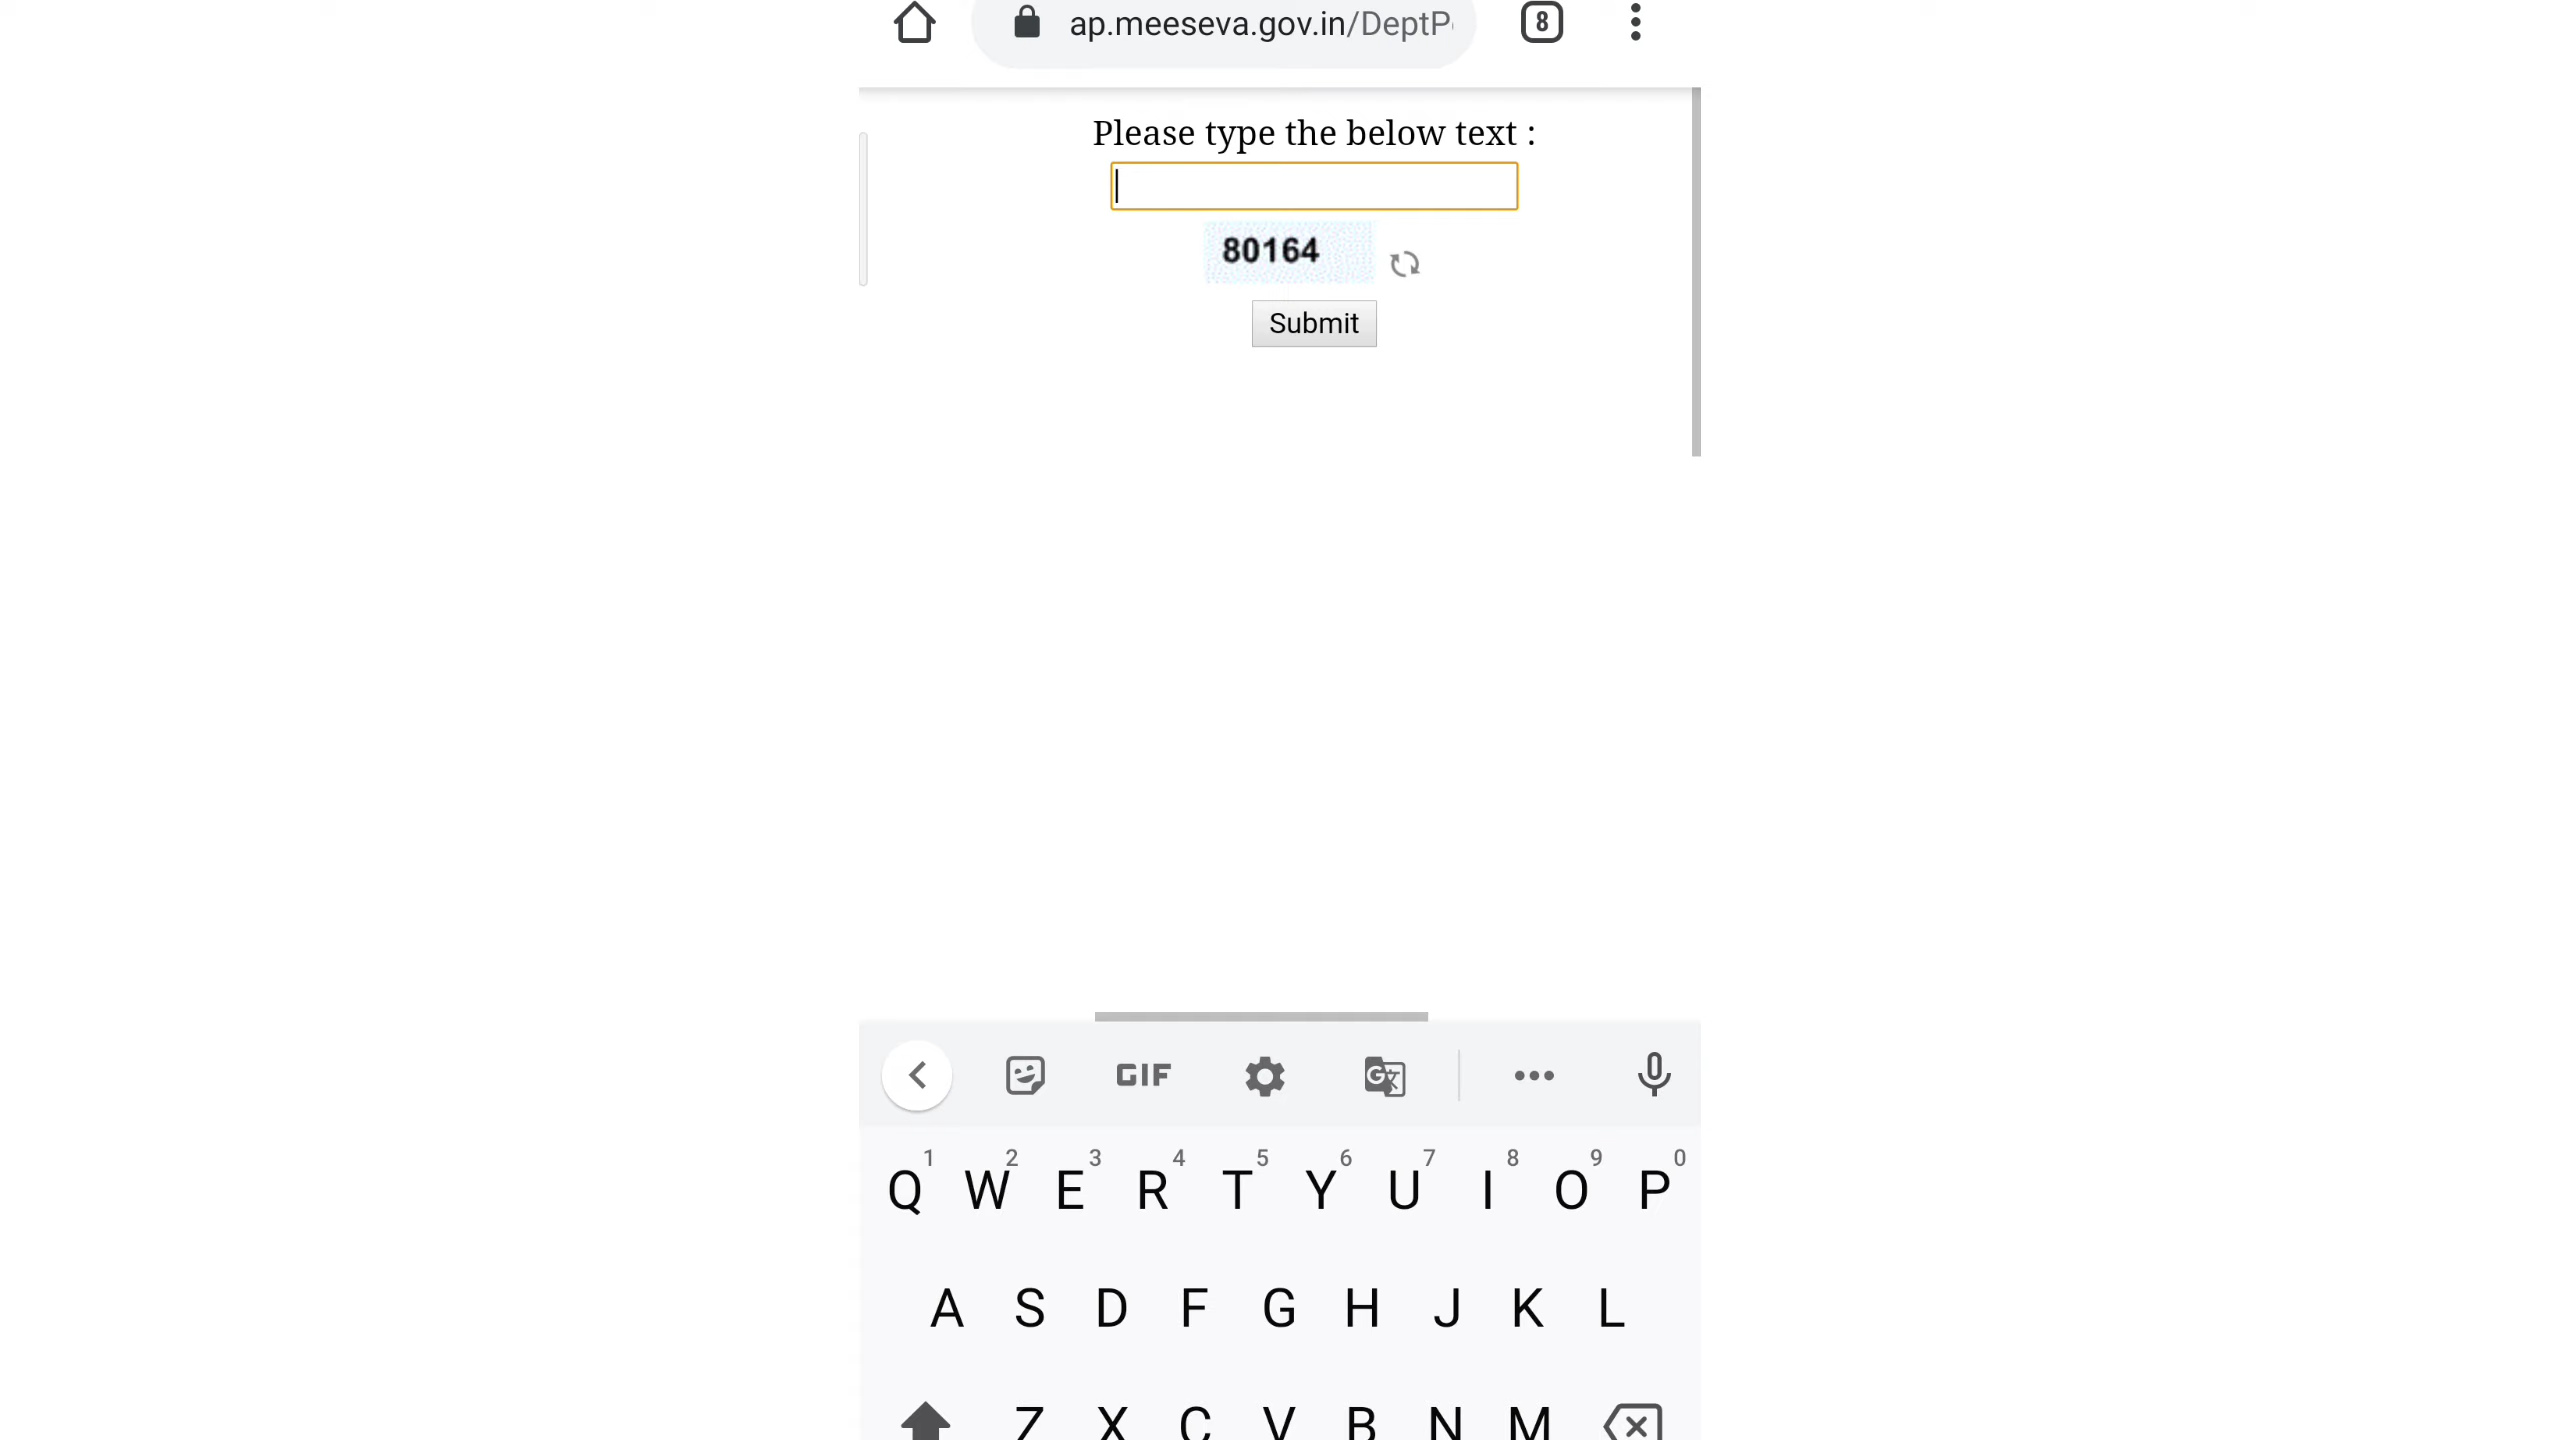 ap.meeseva.gov.in/DeptP
8
Please type the below text :
80164
Submit
GIF
1 2 3 4 5 6 7 8 9 0
Q W E R T Y U I O P
A S D F G H J K L
Z X C V B N M